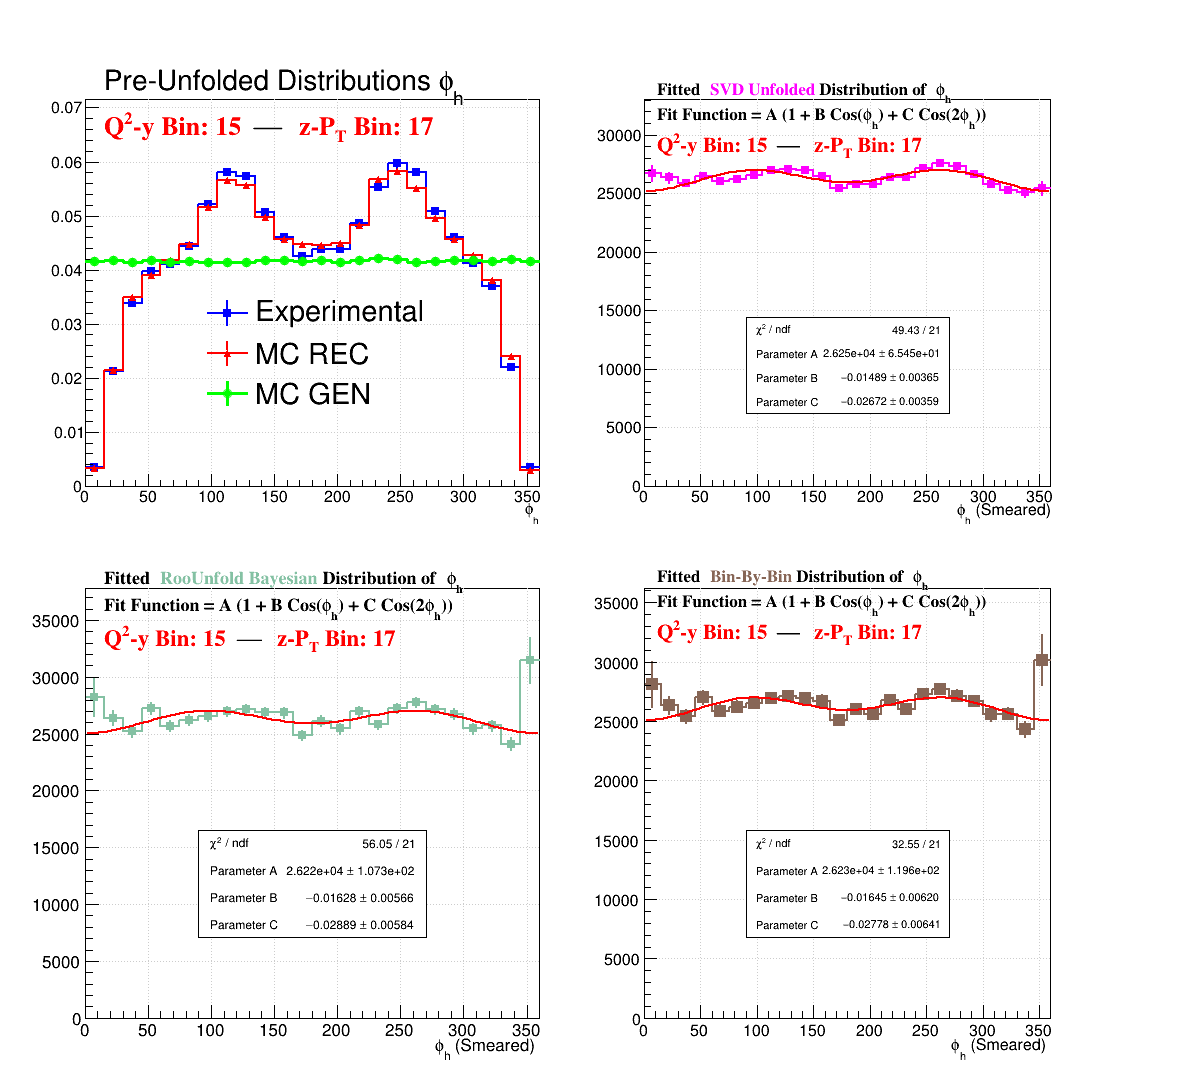 Pre-Unfolded Distributions ϕh
Q²-y Bin: 15 — z-PT Bin: 17
0.07
0.06
0.05
0.04
0.03
0.02
0.01
0
Experimental
MC REC
MC GEN
0 50 100 150 200 250 300 350
ϕh
Fitted SVD Unfolded Distribution of ϕh
Fit Function = A (1 + B Cos(ϕh) + C Cos(2ϕh))
Q²-y Bin: 15 — z-PT Bin: 17
30000
25000
20000
15000
10000
5000
0
χ² / ndf 49.43 / 21
Parameter A 2.625e+04 ± 6.545e+01
Parameter B −0.01489 ± 0.00365
Parameter C −0.02672 ± 0.00359
0 50 100 150 200 250 300 350
ϕh (Smeared)
Fitted RooUnfold Bayesian Distribution of ϕh
Fit Function = A (1 + B Cos(ϕh) + C Cos(2ϕh))
Q²-y Bin: 15 — z-PT Bin: 17
35000
30000
25000
20000
15000
10000
5000
0
χ² / ndf 56.05 / 21
Parameter A 2.622e+04 ± 1.073e+02
Parameter B −0.01628 ± 0.00566
Parameter C −0.02889 ± 0.00584
0 50 100 150 200 250 300 350
ϕh (Smeared)
Fitted Bin-By-Bin Distribution of ϕh
Fit Function = A (1 + B Cos(ϕh) + C Cos(2ϕh))
Q²-y Bin: 15 — z-PT Bin: 17
35000
30000
25000
20000
15000
10000
5000
0
χ² / ndf 32.55 / 21
Parameter A 2.623e+04 ± 1.196e+02
Parameter B −0.01645 ± 0.00620
Parameter C −0.02778 ± 0.00641
0 50 100 150 200 250 300 350
ϕh (Smeared)